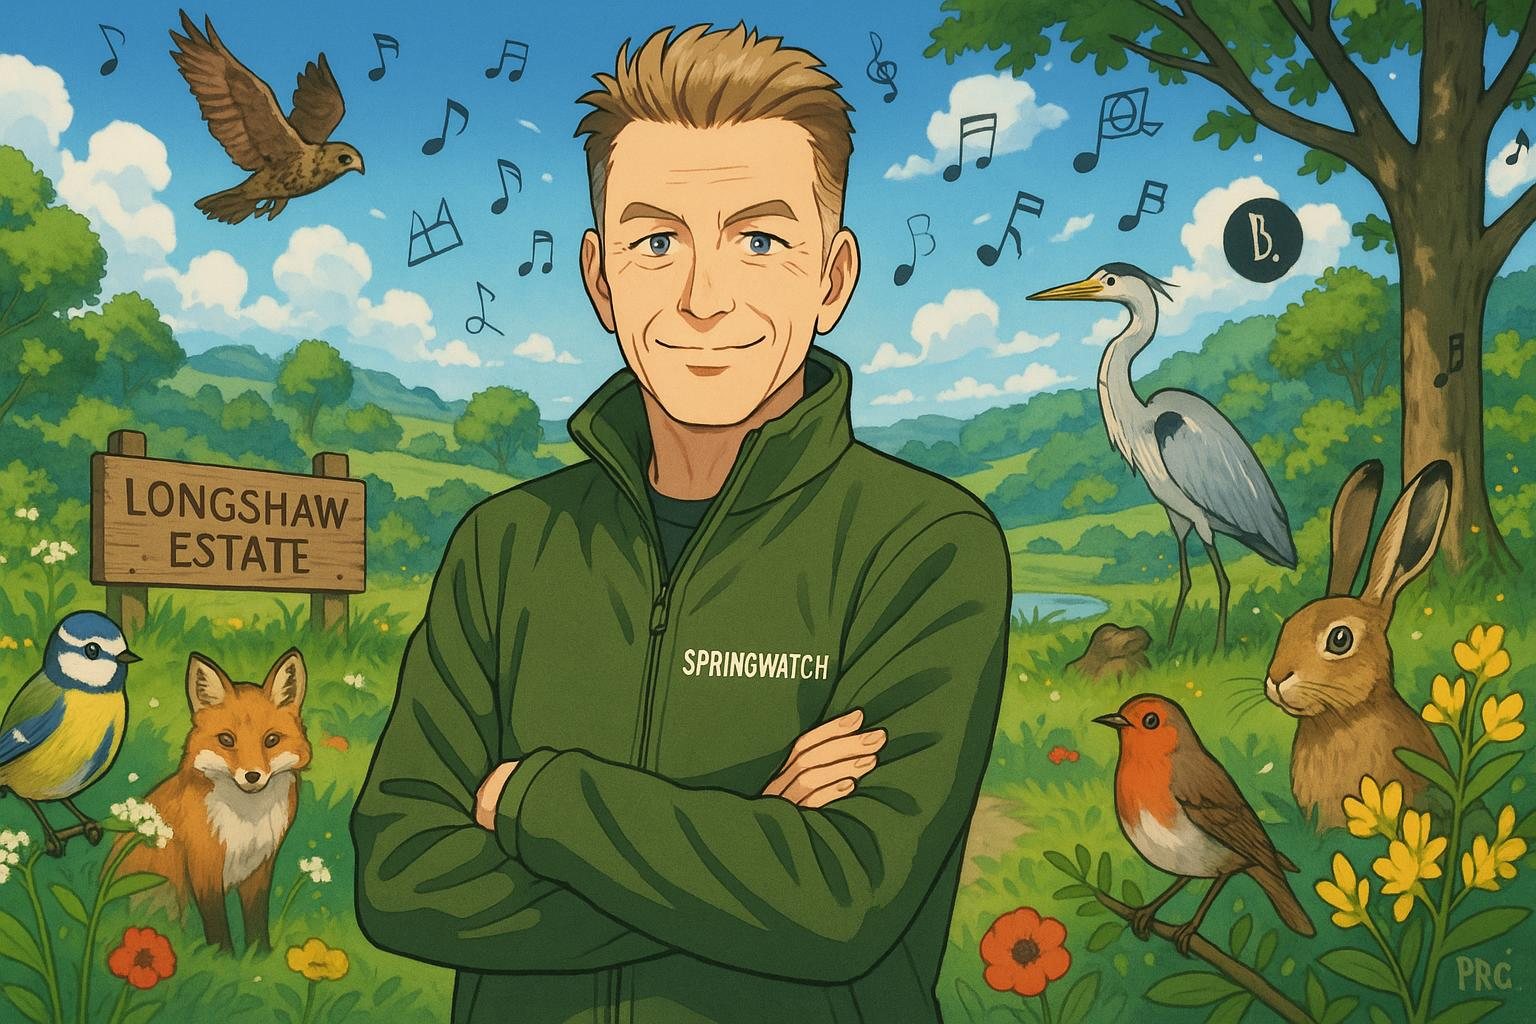 B.
LONGSHAW
ESTATE
SPRINGWATCH
PRC